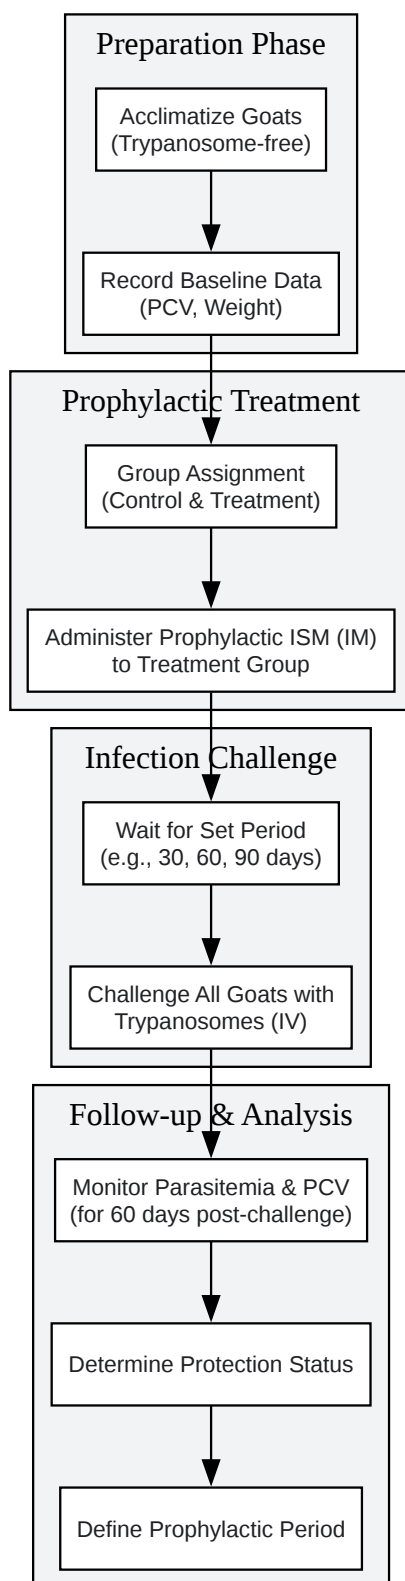 Preparation Phase
Acclimatize Goats
(Trypanosome-free)
Record Baseline Data
(PCV, Weight)
Prophylactic Treatment
Group Assignment
(Control & Treatment)
Administer Prophylactic ISM (IM)
to Treatment Group
Infection Challenge
Wait for Set Period
(e.g., 30, 60, 90 days)
Challenge All Goats with
Trypanosomes (IV)
Follow-up & Analysis
Monitor Parasitemia & PCV
(for 60 days post-challenge)
Determine Protection Status
Define Prophylactic Period